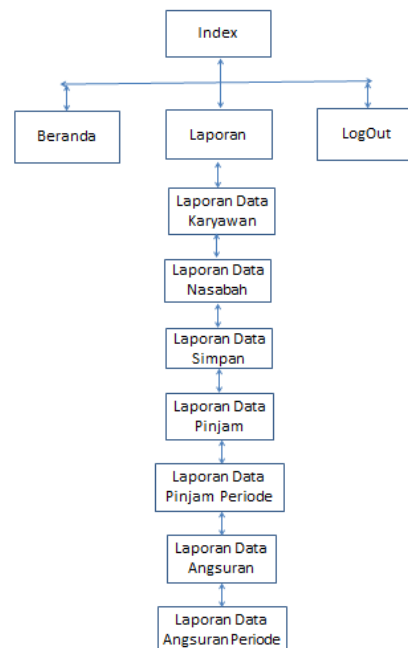 Index
Beranda
Laporan
LogOut
Laporan Data
Karyawan
Laporan Data
Nasabah
Laporan Data
Simpan
Laporan Data
Pinjam
Laporan Data
Pinjam Periode
Laporan Data
Angsuran
Laporan Data
Angsuran Periode